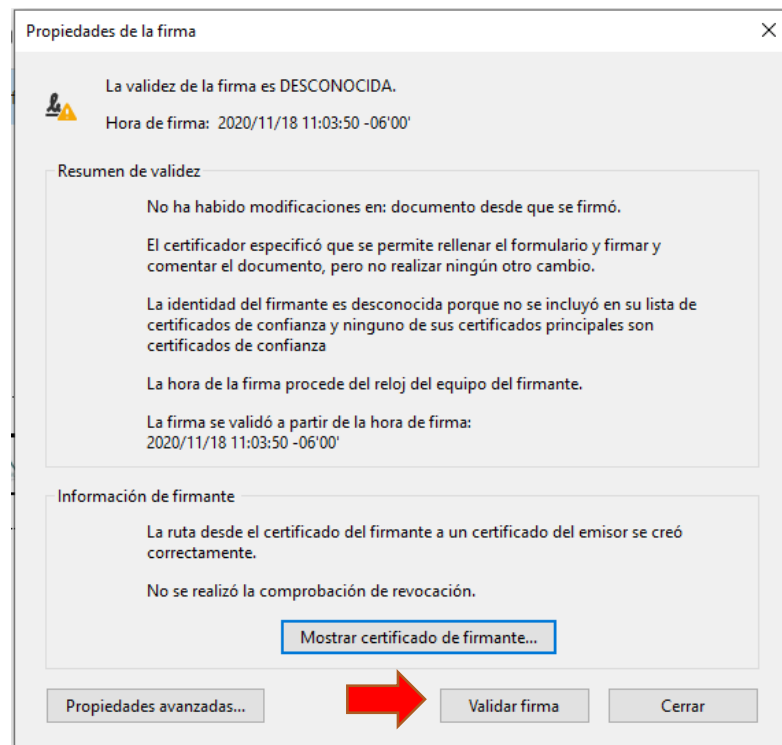 Propiedades de la firma
La validez de la firma es DESCONOCIDA.
Hora de firma: 2020/11/18 11:03:50 -06'00'
Resumen de validez
No ha habido modificaciones en: documento desde que se firmó.
El certificador especificó que se permite rellenar el formulario y firmar y
comentar el documento, pero no realizar ningún otro cambio.
La identidad del firmante es desconocida porque no se incluyó en su lista de
certificados de confianza y ninguno de sus certificados principales son
certificados de confianza
La hora de la firma procede del reloj del equipo del firmante.
La firma se validó a partir de la hora de firma:
2020/11/18 11:03:50 -06'00'
Información de firmante
La ruta desde el certificado del firmante a un certificado del emisor se creó
correctamente.
No se realizó la comprobación de revocación.
Mostrar certificado de firmante...
Propiedades avanzadas...
Validar firma
Cerrar